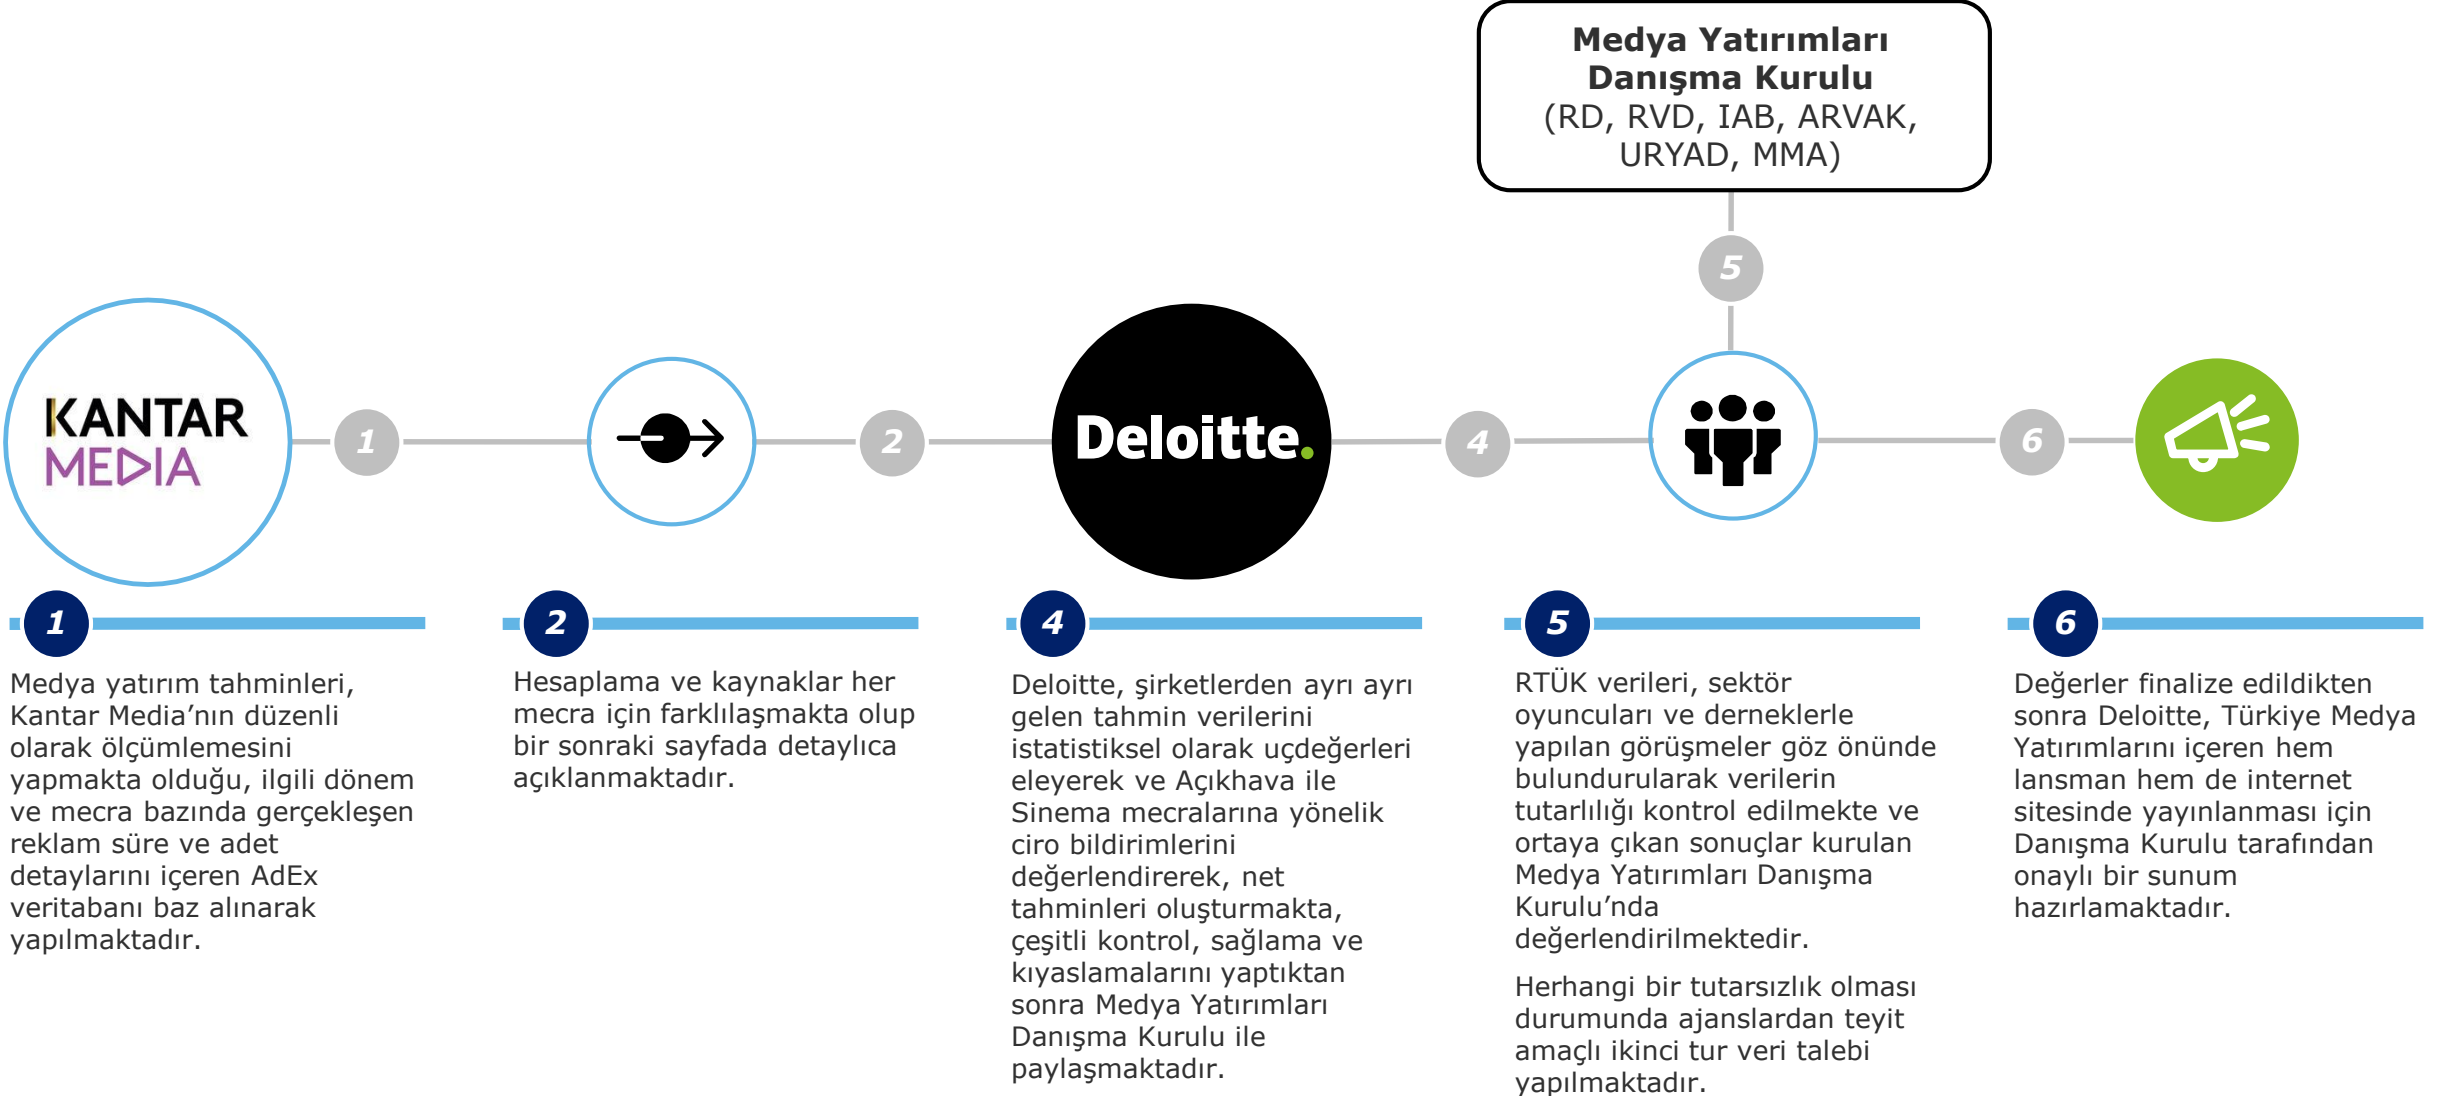 Medya Yatırımları
Danışma Kurulu
(RD, RVD, IAB, ARVAK,
URYAD, MMA)
5
KANTAR
MEDIA
1
2
Deloitte.
4
6
1
Medya yatırım tahminleri,
Kantar Media’nın düzenli
olarak ölçümlemesini
yapmakta olduğu, ilgili dönem
ve mecra bazında gerçekleşen
reklam süre ve adet
detaylarını içeren AdEx
veritabanı baz alınarak
yapılmaktadır.
2
Hesaplama ve kaynaklar her
mecra için farklılaşmakta olup
bir sonraki sayfada detaylıca
açıklanmaktadır.
4
Deloitte, şirketlerden ayrı ayrı
gelen tahmin verilerini
istatistiksel olarak uçdeğerleri
eleyerek ve Açıkhava ile
Sinema mecralarına yönelik
ciro bildirimlerini
değerlendirerek, net
tahminleri oluşturmakta,
çeşitli kontrol, sağlama ve
kıyaslamalarını yaptıktan
sonra Medya Yatırımları
Danışma Kurulu ile
paylaşmaktadır.
5
RTÜK verileri, sektör
oyuncuları ve derneklerle
yapılan görüşmeler göz önünde
bulundurularak verilerin
tutarlılığı kontrol edilmekte ve
ortaya çıkan sonuçlar kurulan
Medya Yatırımları Danışma
Kurulu’nda
değerlendirilmektedir.
Herhangi bir tutarsızlık olması
durumunda ajanslardan teyit
amaçlı ikinci tur veri talebi
yapılmaktadır.
6
Değerler finalize edildikten
sonra Deloitte, Türkiye Medya
Yatırımlarını içeren hem
lansman hem de internet
sitesinde yayınlanması için
Danışma Kurulu tarafından
onaylı bir sunum
hazırlamaktadır.